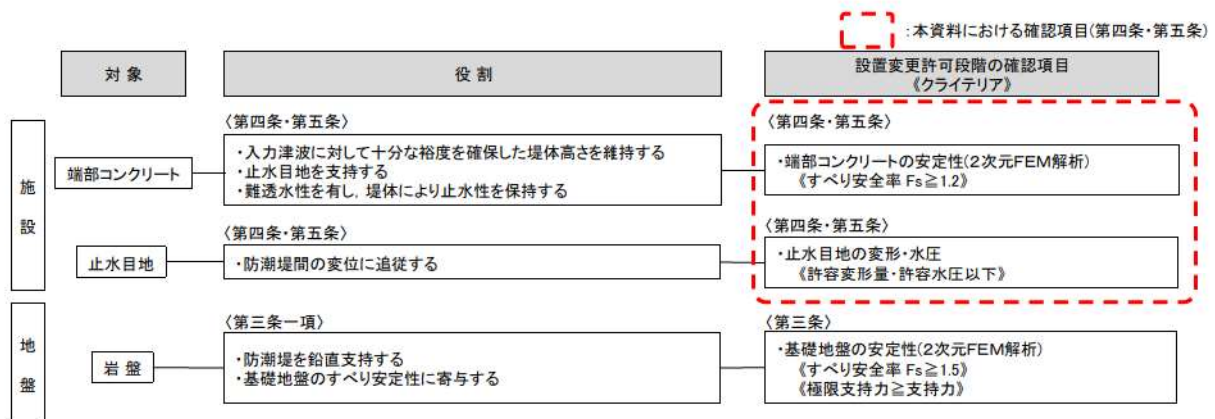 ：本資料における確認項目(第四条・第五条)
対 象
役 割
設置変更許可段階の確認項目
《クライテリア》
施
設
端部コンクリート
〈第四条・第五条〉
・入力津波に対して十分な裕度を確保した堤体高さを維持する
・止水目地を支持する
・難透水性を有し，堤体により止水性を保持する
〈第四条・第五条〉
・端部コンクリートの安定性(2次元FEM解析)
《すべり安全率 Fs≧1.2》
止水目地
〈第四条・第五条〉
・防潮堤間の変位に追従する
〈第四条・第五条〉
・止水目地の変形・水圧
《許容変形量・許容水圧以下》
地
盤
岩 盤
〈第三条一項〉
・防潮堤を鉛直支持する
・基礎地盤のすべり安定性に寄与する
〈第三条〉
・基礎地盤の安定性(2次元FEM解析)
《すべり安全率 Fs≧1.5》
《極限支持力≧支持力》